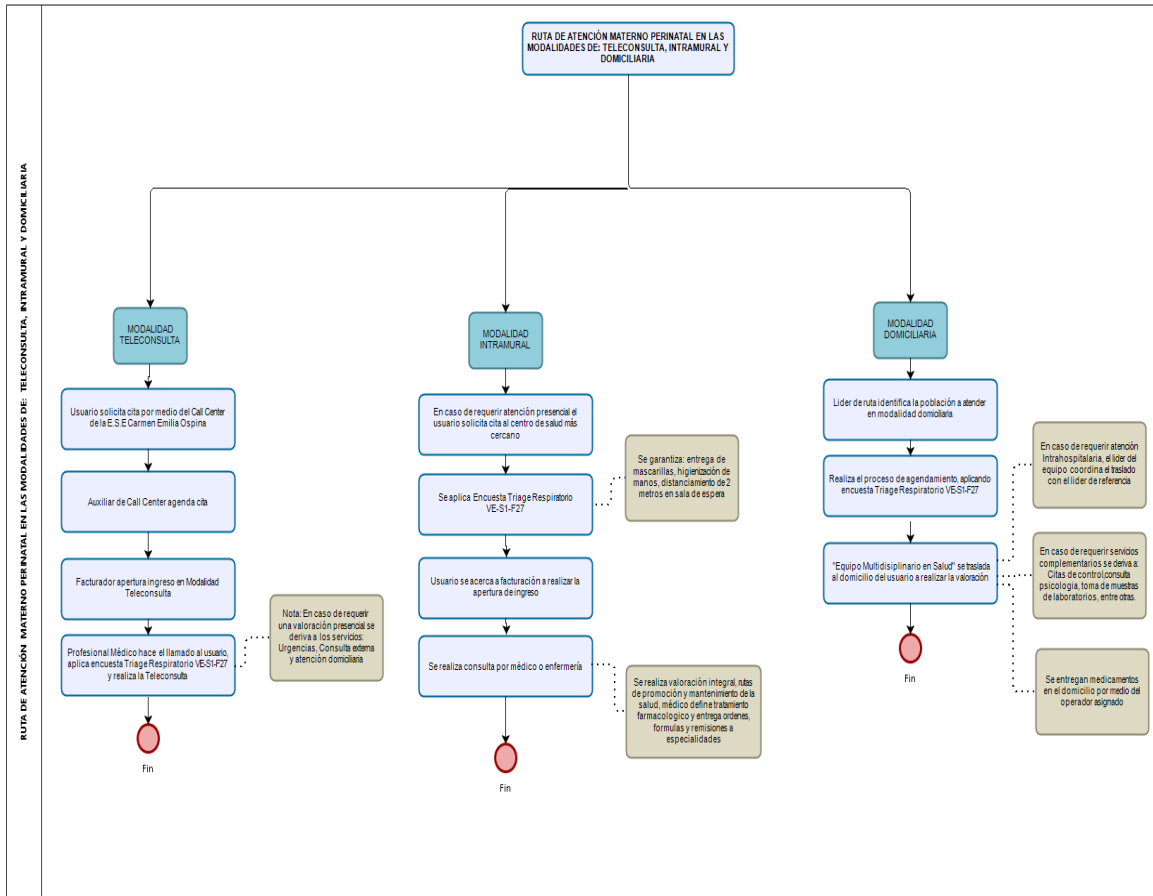 RUTA DE ATENCIÓN MATERNO PERINATAL EN LAS MODALIDADES DE: TELECONSULTA, INTRAMURAL Y DOMICILIARIA
RUTA DE ATENCIÓN MATERNO PERINATAL EN LAS
MODALIDADES DE: TELECONSULTA, INTRAMURAL Y
DOMICILIARIA
MODALIDAD
TELECONSULTA
Usuario solicita cita por medio del Call Center
de la E.S.E Carmen Emilia Ospina
Auxiliar de Call Center agenda cita
Facturador apertura ingreso en Modalidad
Teleconsulta
Profesional Médico hace el llamado al usuario,
aplica encuesta Triage Respiratorio VE-S1-F27
y realiza la Teleconsulta
Nota: En caso de requerir
una valoración presencial se
deriva a los servicios:
Urgencias, Consulta externa
y atención domiciliaria
Fin
MODALIDAD
INTRAMURAL
En caso de requerir atención presencial el
usuario solicita cita al centro de salud más
cercano
Se aplica Encuesta Triage Respiratorio
VE-S1-F27
Se garantiza: entrega de
mascarillas, higienización de
manos, distanciamiento de 2
metros en sala de espera
Usuario se acerca a facturación a realizar la
apertura de ingreso
Se realiza consulta por médico o enfermería
Se realiza valoración integral, rutas
de promoción y mantenimiento de la
salud, médico define tratamiento
farmacologico y entrega ordenes,
formulas y remisiones a
especialidades
Fin
MODALIDAD
DOMICILIARIA
Lider de ruta identifica la población a atender
en modalidad domiciliaria
Realiza el proceso de agendamiento, aplicando
encuesta Triage Respiratorio VE-S1-F27
"Equipo Multidisiplinario en Salud" se traslada
al domicilio del usuario a realizar la valoración
En caso de requerir atención
Intrahospitalaria, el líder del
equipo coordina el traslado
con el líder de referencia
En caso de requerir servicios
complementarios se deriva a:
Citas de control,consulta
psicología, toma de muestras
de laboratorios, entre otras.
Se entregan medicamentos
en el domicilio por medio del
operador asignado
Fin